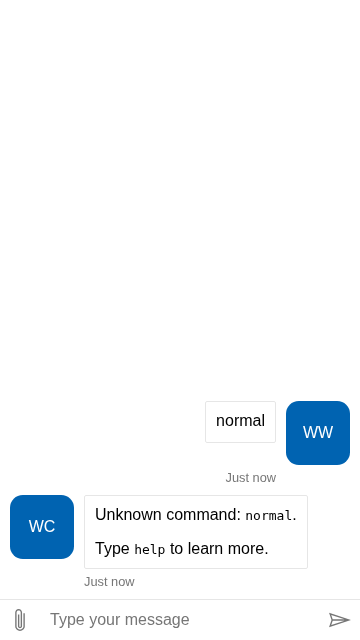 normal
WW
Just now
WC
Unknown command: normal.
Type help to learn more.
Just now
Type your message